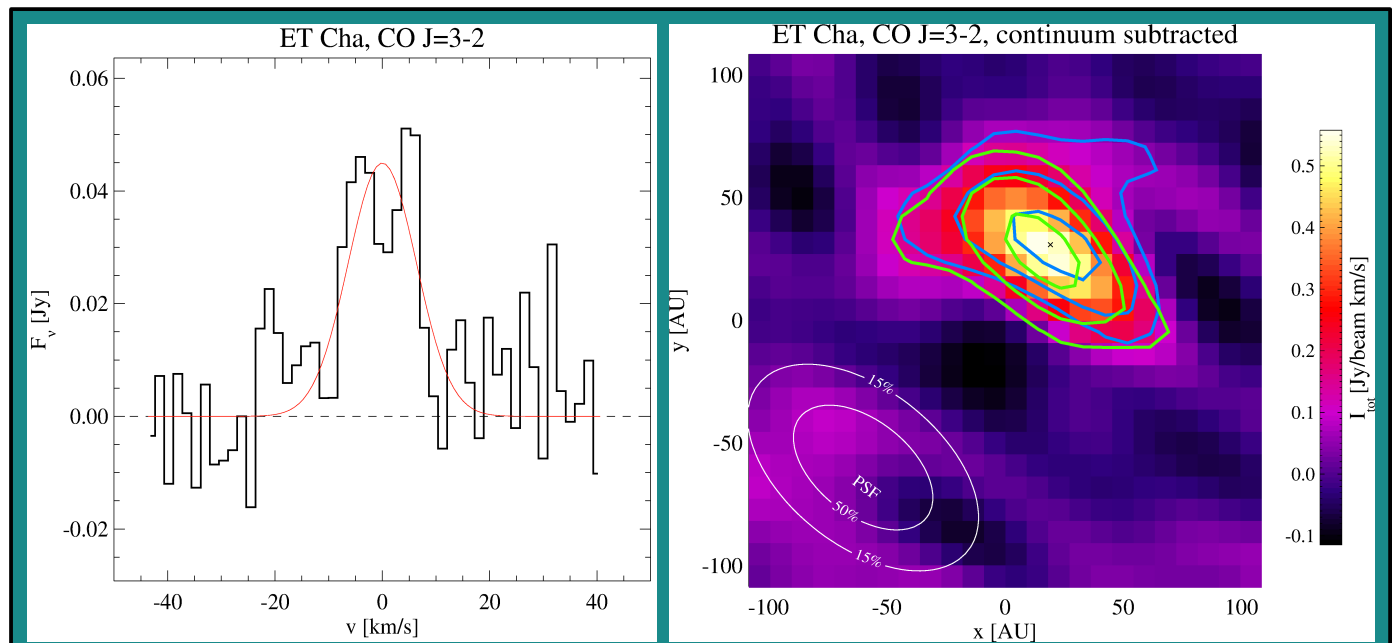 ET Cha, CO J=3-2
0.06
0.04
0.02
0.00
-0.02
F_ν [Jy]
-40 -20 0 20 40
v [km/s]
ET Cha, CO J=3-2, continuum subtracted
100
50
0
-50
-100
y [AU]
15%
PSF
50%
15%
-100 -50 0 50 100
x [AU]
0.5
0.4
0.3
0.2
0.1
0.0
-0.1
I_tot [Jy/beam km/s]